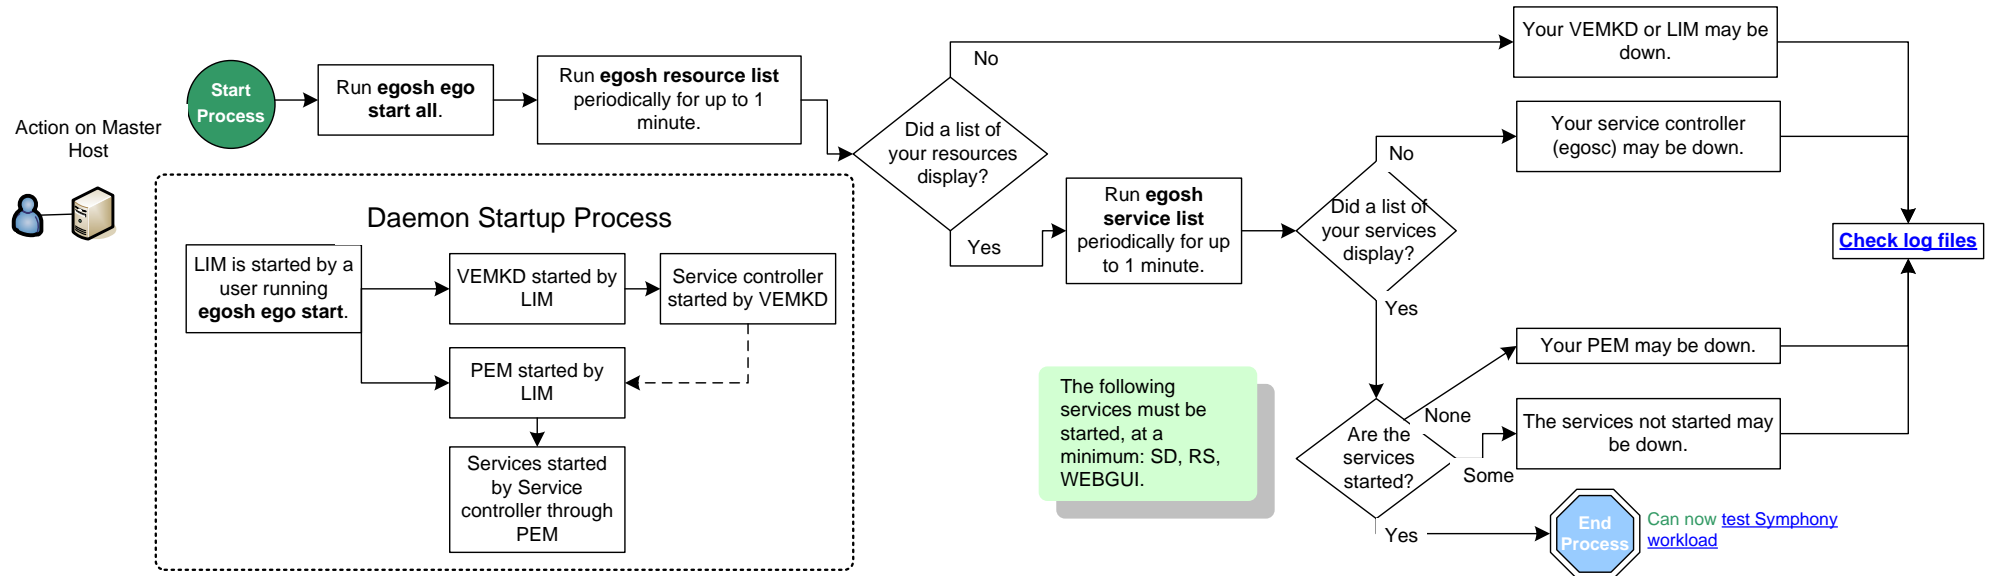 Action on Master
Host
Start
Process
Run egosh ego
start all.
Run egosh resource list
periodically for up to 1
minute.
Did a list of
your resources
display?
No
Yes
Your VEMKD or LIM may be
down.
Run egosh
service list
periodically for up
to 1 minute.
Did a list of
your services
display?
No
Yes
Your service controller
(egosc) may be down.
Check log files
Are the
services
started?
None
Some
Yes
Your PEM may be down.
The services not started may
be down.
End
Process
Can now test Symphony
workload
The following
services must be
started, at a
minimum: SD, RS,
WEBGUI.
Daemon Startup Process
LIM is started by a
user running
egosh ego start.
VEMKD started by
LIM
Service controller
started by VEMKD
PEM started by
LIM
Services started
by Service
controller through
PEM